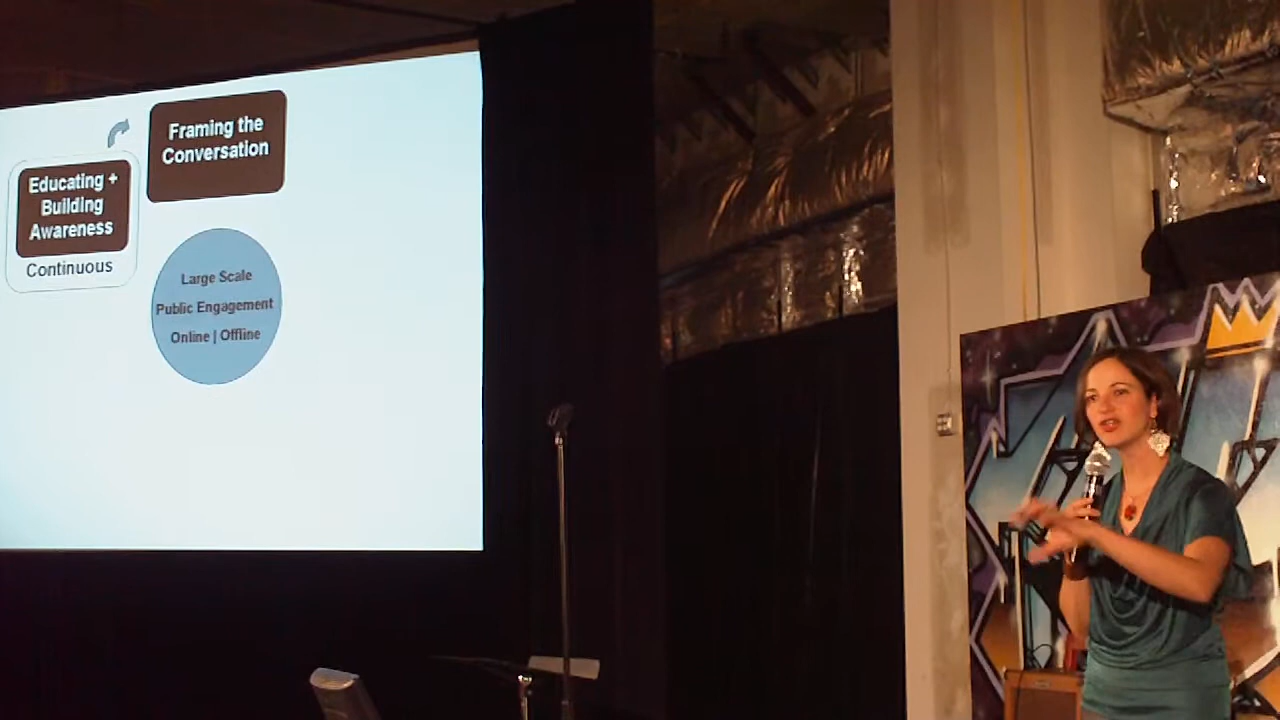 Framing the
Conversation
Educating +
Building
Awareness
Continuous
Large Scale
Public Engagement
Online | Offline